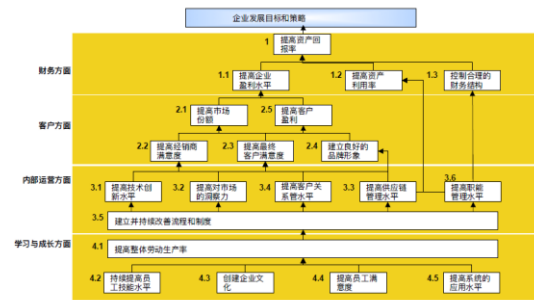 企业发展目标和策略
1 提高资产回
报率
财务方面
1.1 提高企业
盈利水平
1.2 提高资产
利用率
1.3 控制合理的
财务结构
2.1 提高市场
份额
2.5 提高客户
盈利
客户方面
2.2 提高经销商
满意度
2.3 提高最终
客户满意度
2.4 建立良好的
品牌形象
内部运营方面
3.1 提高技术创
新水平
3.2 提高对市场
的洞察力
3.4 提高客户关
系管水平
3.3 提高供应链
管理水平
3.6 提高职能
管理水平
3.5 建立并持续改善流程和制度
学习与成长方面
4.1 提高整体劳动生产率
4.2 持续提高员
工技能水平
4.3 创建企业文
化
4.4 提高员工满
意度
4.5 提高系统的
应用水平